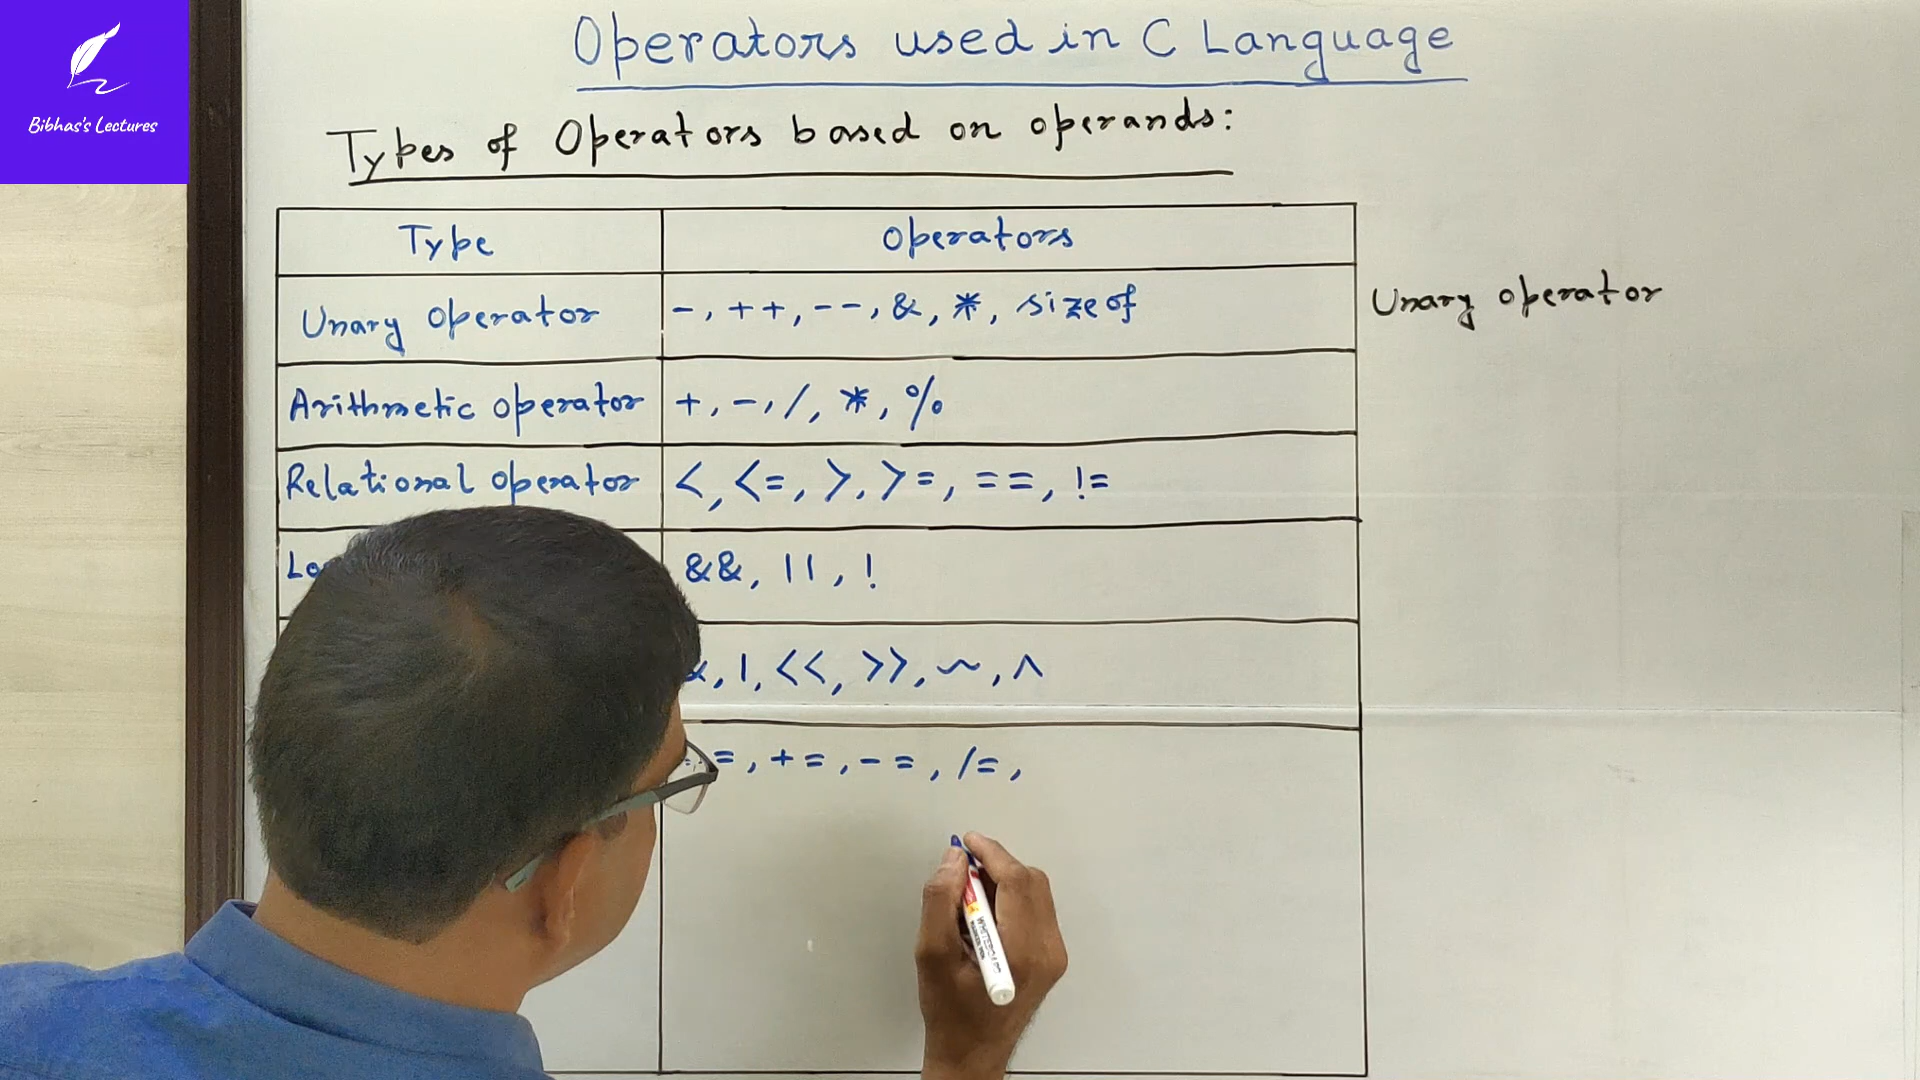 Bibhas's Lectures
Operators used in C Language
Types of Operators based on operands:
Type Operators
Unary operator -, ++, --, &, *, sizeof Unary operator
Arithmetic operator +, -, /, *, %
Relational operator <, <=, >, >=, ==, !=
&&, ||, !
, |, <<, >>, ~, ^
=, +=, -=, /=,
WHITEBOARD